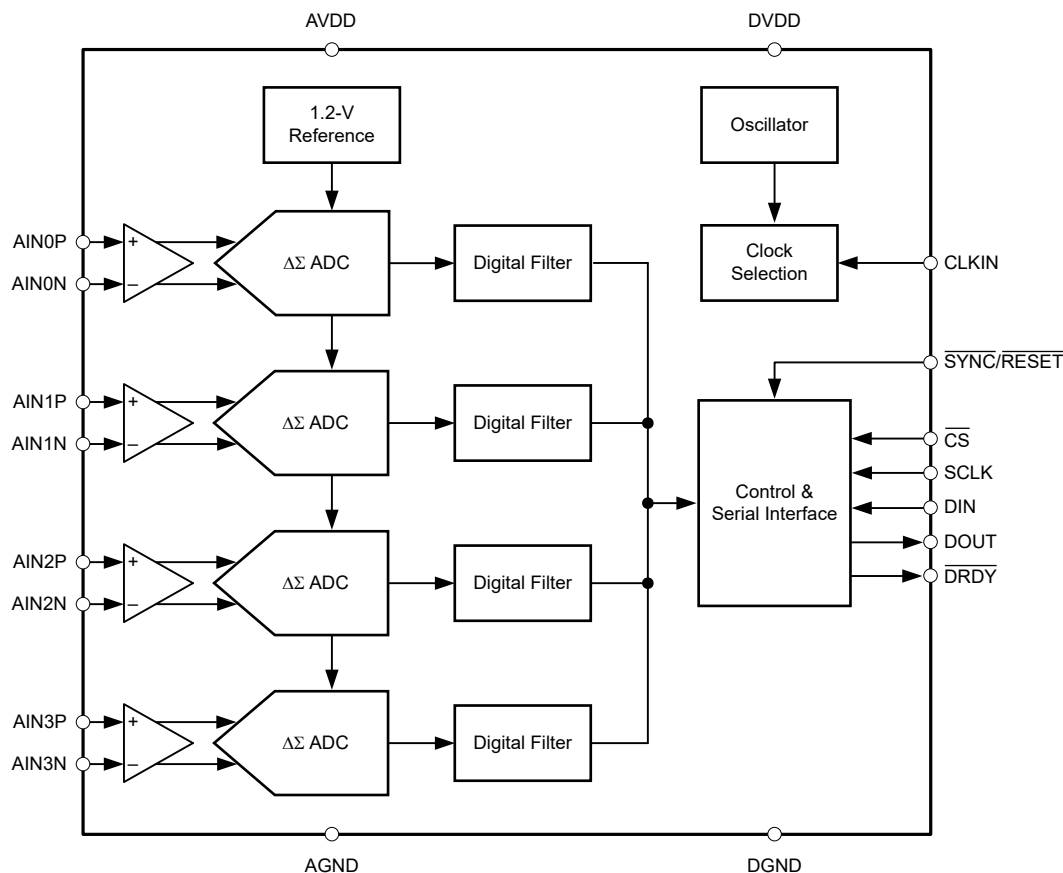 AVDD
DVDD
1.2-V
Reference
Oscillator
AIN0P
+
AIN0N
–
ΔΣ ADC
Digital Filter
Clock
Selection
CLKIN
SYNC/RESET
AIN1P
+
AIN1N
–
ΔΣ ADC
Digital Filter
CS
SCLK
Control &
Serial Interface
DIN
DOUT
DRDY
AIN2P
+
AIN2N
–
ΔΣ ADC
Digital Filter
AIN3P
+
AIN3N
–
ΔΣ ADC
Digital Filter
AGND
DGND